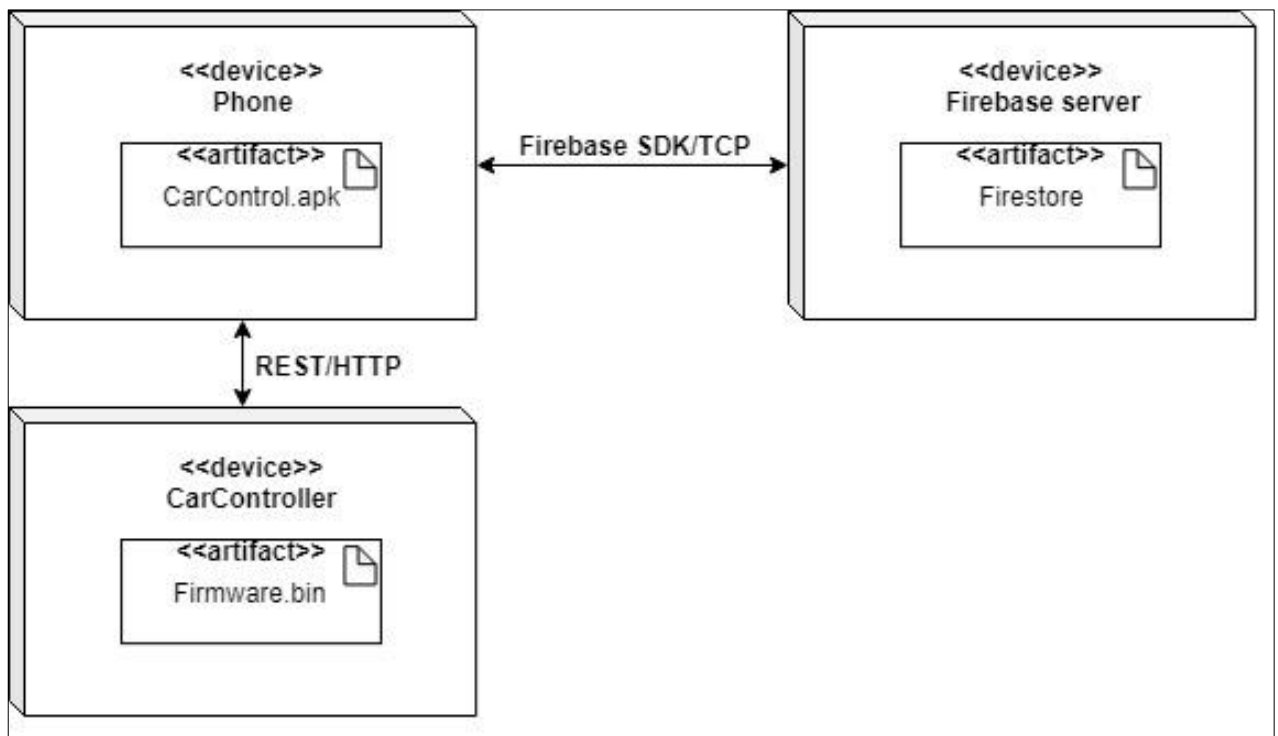 <<device>>
Phone
<<artifact>>
CarControl.apk
Firebase SDK/TCP
<<device>>
Firebase server
<<artifact>>
Firestore
REST/HTTP
<<device>>
CarController
<<artifact>>
Firmware.bin